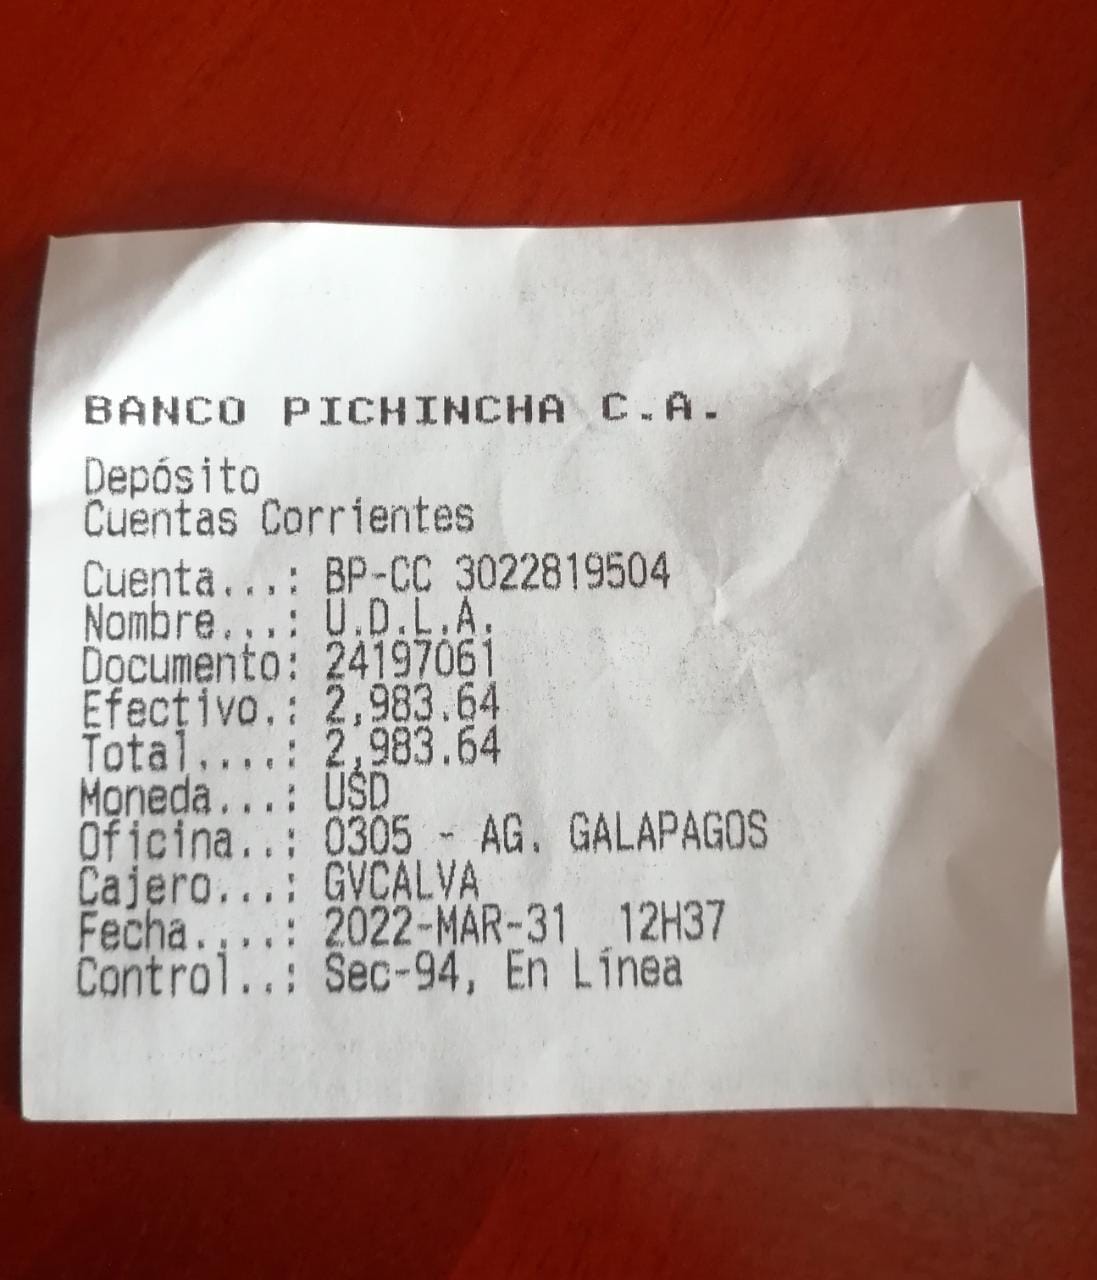 BANCO PICHINCHA C.A.
Depósito
Cuentas Corrientes
Cuenta...: BP-CC 3022819504
Nombre...: U.D.L.A.
Documento: 24197061
Efectivo.: 2,983.64
Total....: 2,983.64
Moneda...: USD
Oficina..: 0305 - AG. GALAPAGOS
Cajero...: GVCALVA
Fecha....: 2022-MAR-31 12H37
Control..: Sec-94, En Línea